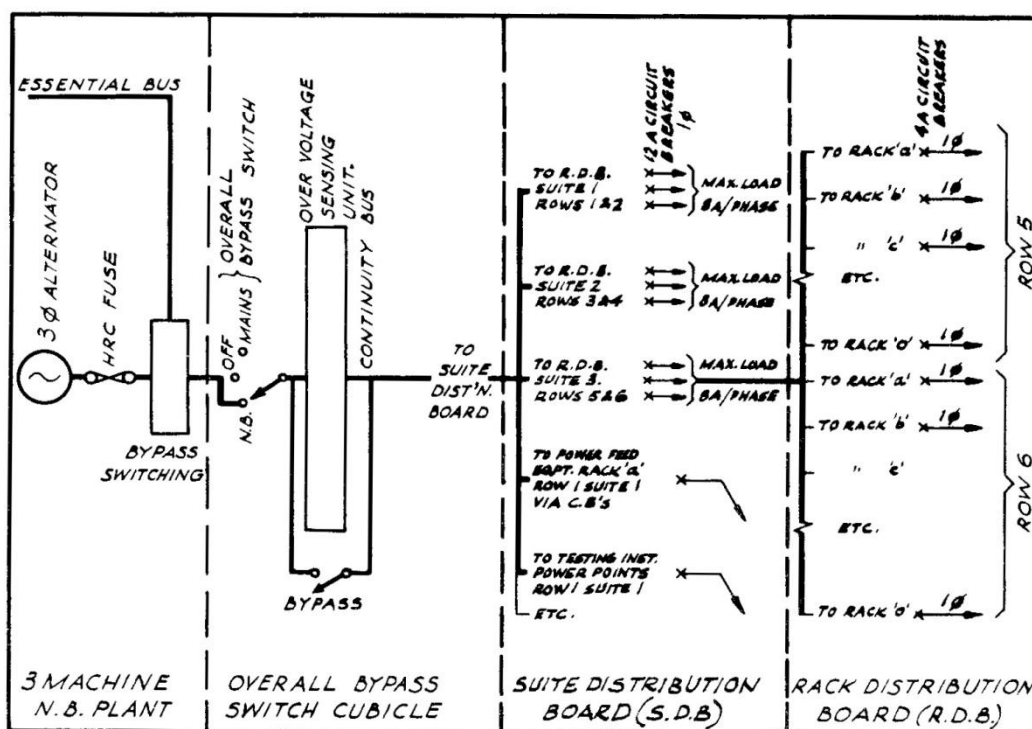 ESSENTIAL BUS
3Ø ALTERNATOR
HRC FUSE
BYPASS
SWITCHING
OFF
MAINS
N.B.
OVERALL
BYPASS SWITCH
OVER VOLTAGE
SENSING
UNIT.
CONTINUITY BUS
BYPASS
TO
SUITE
DIST'N.
BOARD
12 A CIRCUIT
BREAKERS
1Ø
TO R.D.B.
SUITE 1
ROWS 1 & 2
MAX. LOAD
8A/PHASE
TO R.D.B.
SUITE 2
ROWS 3 & 4
MAX. LOAD
8A/PHASE
TO R.D.B.
SUITE 3.
ROWS 5 & 6
MAX. LOAD
8A/PHASE
TO POWER FEED
EQPT. RACK 'a'
ROW 1 SUITE 1
VIA C.B's
TO TESTING INST.
POWER POINTS
ROW 1 SUITE 1
ETC.
4A CIRCUIT
BREAKERS
TO RACK 'a' 1Ø
TO RACK 'b' 1Ø
" 'c' 1Ø
ETC.
TO RACK 'o' 1Ø
ROW 5
TO RACK 'a' 1Ø
TO RACK 'b' 1Ø
" 'c'
ETC.
TO RACK 'o' 1Ø
ROW 6
3 MACHINE
N.B. PLANT
OVERALL BYPASS
SWITCH CUBICLE
SUITE DISTRIBUTION
BOARD (S.D.B)
RACK DISTRIBUTION
BOARD (R.D.B.)